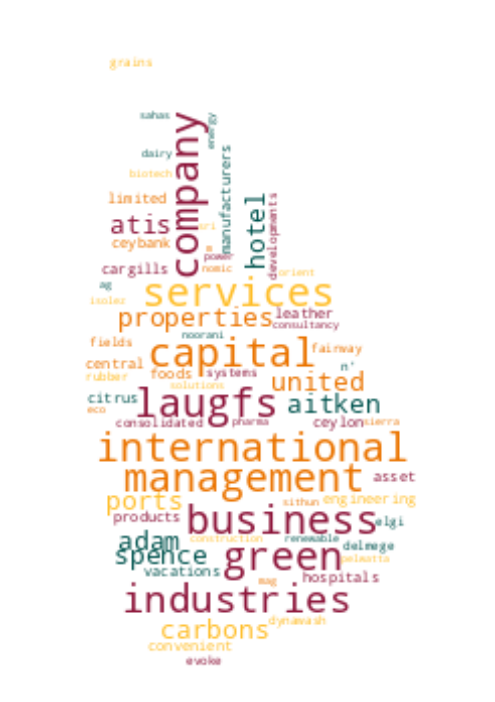 grains
sahas
company
energy
dairy
manufacturers
biotech
limited
hotel
developments
atis
ceybank
power
cargills
nomic
orient
ag
services
isolez
properties
leather
consultancy
noorani
fields
capital
fairway
central
n'
rubber
foods
systems
united
solutions
citrus
laugfs
aitken
eco
consolidated
pharma
ceylon
sierra
international
management
asset
ports
sithun
engineering
products
business
elgi
adam
construction
renewable
delmege
spence
green
pelwatta
vacations
mag
hospitals
industries
carbons
dynawash
convenient
evoke